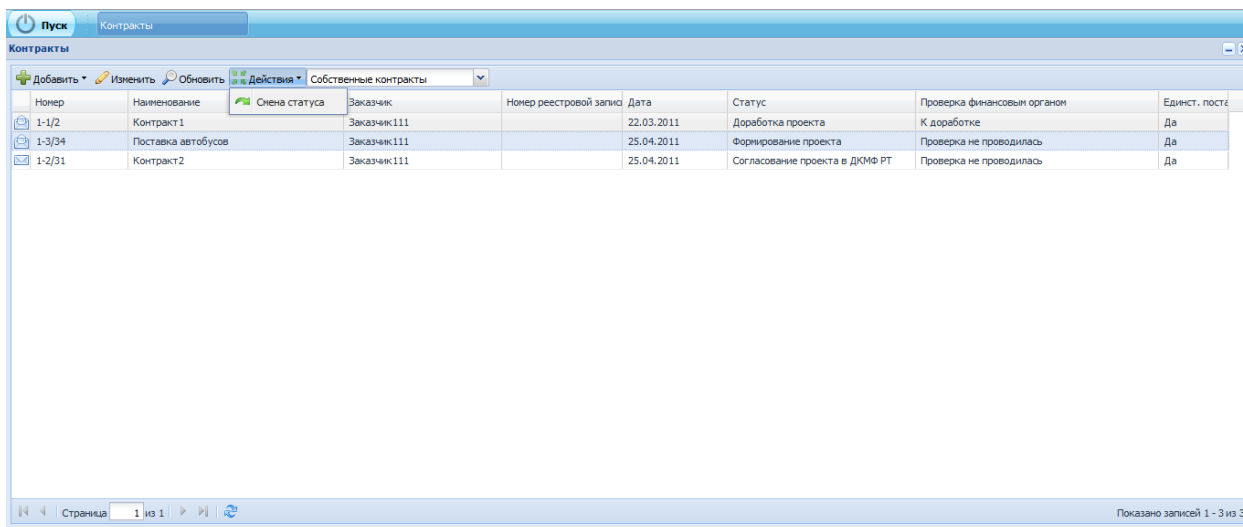 Пуск Контракты
Контракты
Добавить Изменить Обновить Действия Собственные контракты
Номер Наименование Смена статуса Заказчик Номер реестровой запис Дата Статус Проверка финансовым органом Единст. поста
1-1/2 Контракт1 Заказчик111 22.03.2011 Доработка проекта К доработке Да
1-3/34 Поставка автобусов Заказчик111 25.04.2011 Формирование проекта Проверка не проводилась Да
1-2/31 Контракт2 Заказчик111 25.04.2011 Согласование проекта в ДКМФ РТ Проверка не проводилась Да
Страница 1 из 1 Показано записей 1 - 3 из 3